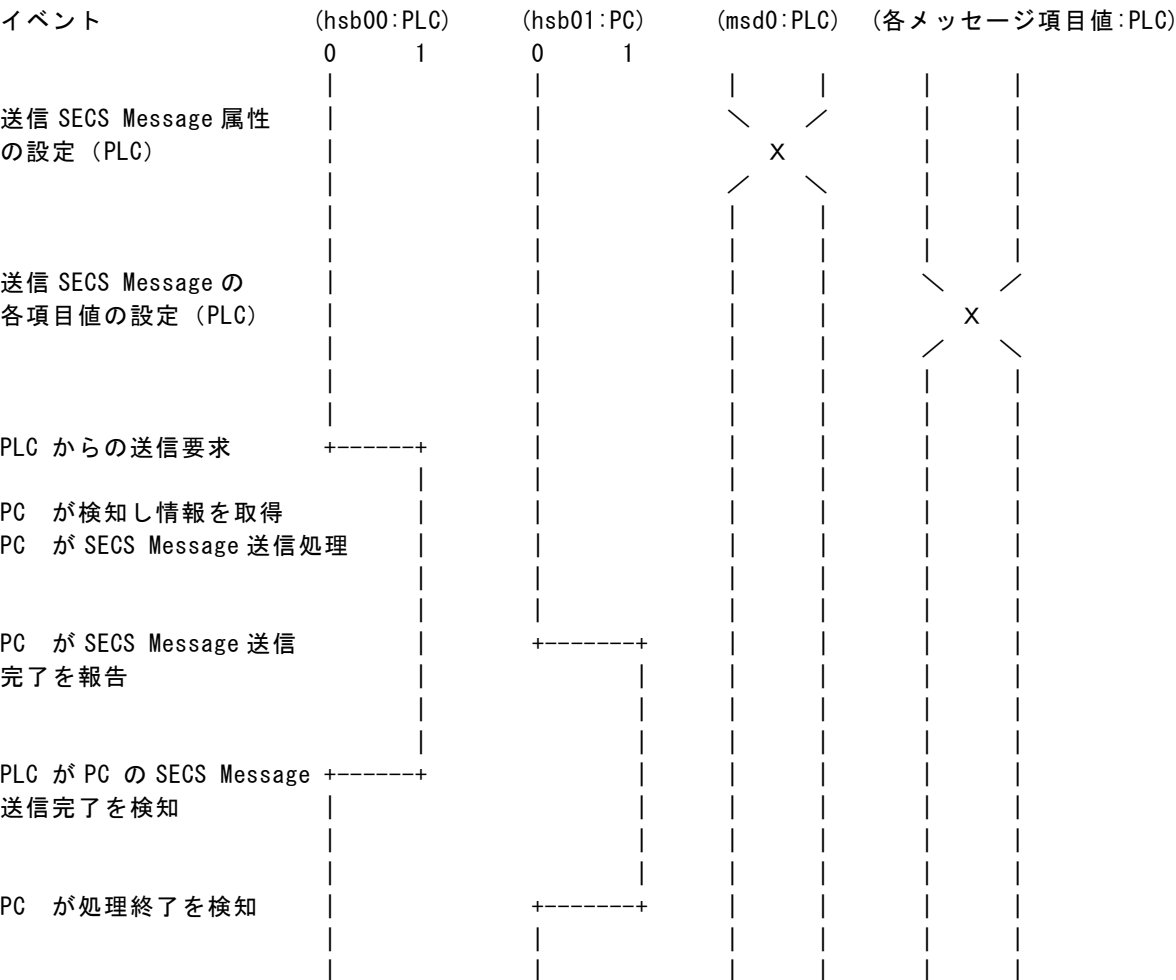 イベント (hsb00:PLC) (hsb01:PC) (msd0:PLC) (各メッセージ項目値:PLC)
0 1 0 1
送信 SECS Message 属性
の設定（PLC） X
送信 SECS Message の
各項目値の設定（PLC） X
PLC からの送信要求
PC が検知し情報を取得
PC が SECS Message 送信処理
PC が SECS Message 送信
完了を報告
PLC が PC の SECS Message
送信完了を検知
PC が処理終了を検知